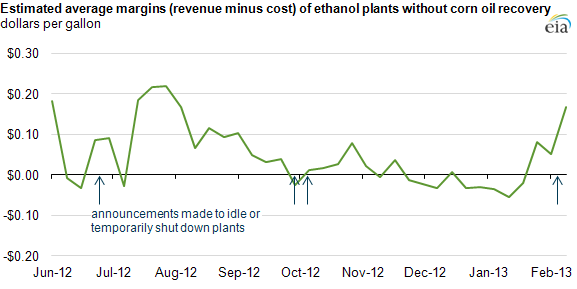 Estimated average margins (revenue minus cost) of ethanol plants without corn oil recovery
dollars per gallon
eia
$0.30
$0.20
$0.10
$0.00
-$0.10
-$0.20
announcements made to idle or
temporarily shut down plants
Jun-12 Jul-12 Aug-12 Sep-12 Oct-12 Nov-12 Dec-12 Jan-13 Feb-13